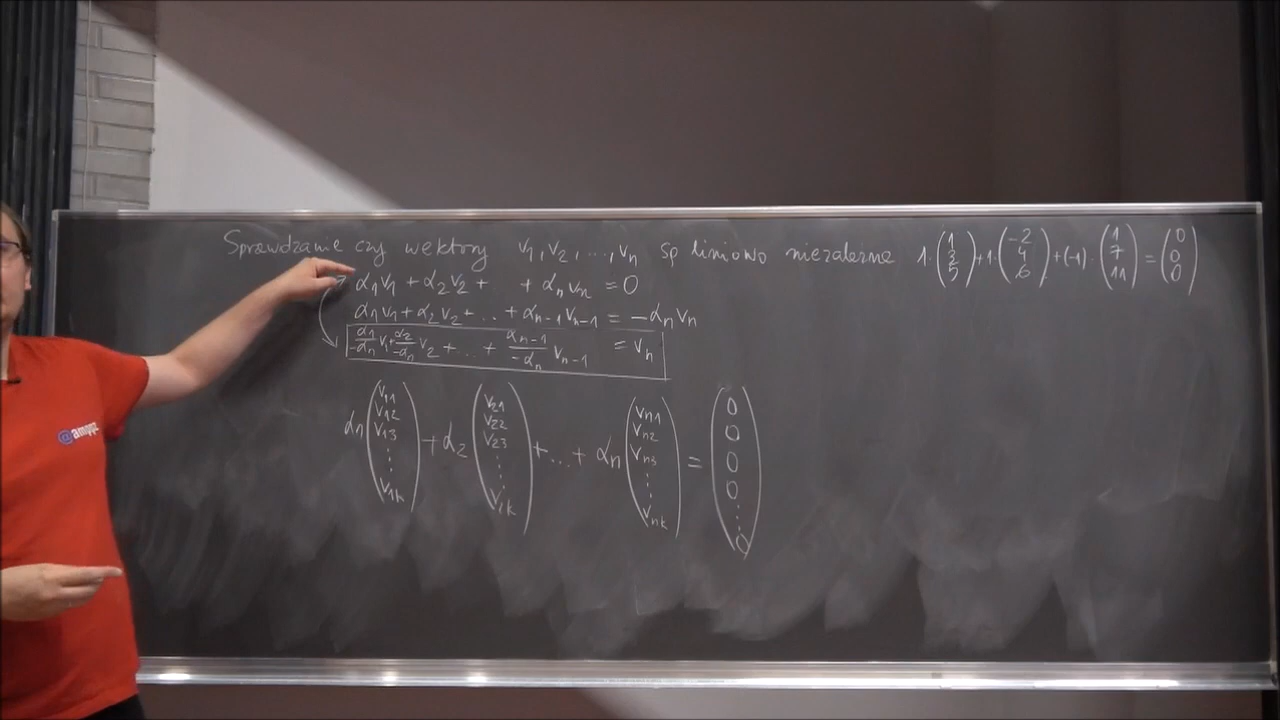 Sprawdzanie czy wektory v₁, v₂, ..., vₙ są liniowo niezależne 1·(1 3 5) + 1·(-2 4 6) + (-1)·(1 7 11) = (0 0 0)
α₁v₁ + α₂v₂ + + αₙvₙ = 0
α₁v₁ + α₂v₂ + ... + αₙ₋₁vₙ₋₁ = -αₙvₙ
α₁/-αₙ v₁ + α₂/-αₙ v₂ + ... + αₙ₋₁/-αₙ vₙ₋₁ = vₙ
α₁ (v₁₁ v₁₂ v₁₃ ⋮ v₁ₖ) + α₂ (v₂₁ v₂₂ v₂₃ ⋮ v₂ₖ) + ... + αₙ (vₙ₁ vₙ₂ vₙ₃ ⋮ vₙₖ) = (0 0 0 0 ⋮ 0)